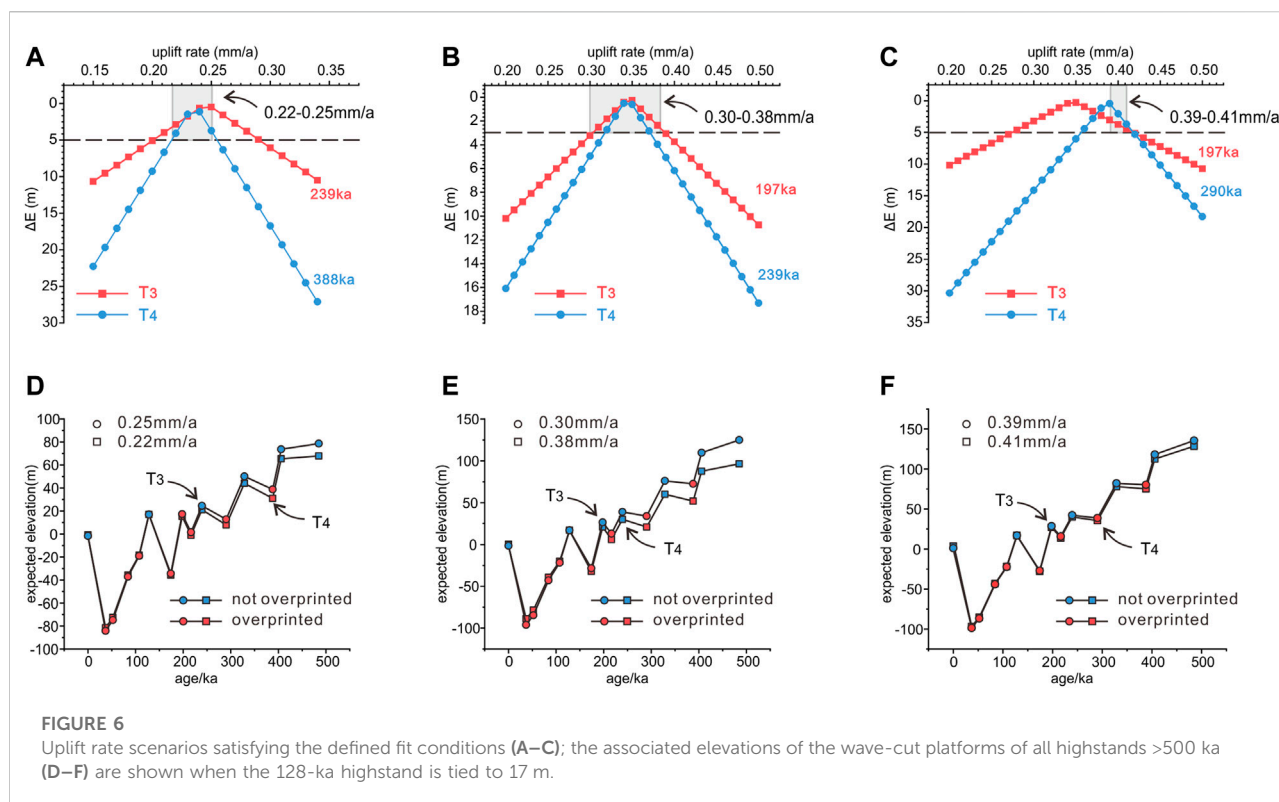 A
uplift rate (mm/a)
0.15 0.20 0.25 0.30 0.35
0
5
10
15
20
25
30
ΔE (m)
0.22-0.25mm/a
239ka
388ka
T3
T4
B
uplift rate (mm/a)
0.20 0.25 0.30 0.35 0.40 0.45 0.50
0
2
4
6
8
10
12
14
16
18
ΔE (m)
0.30-0.38mm/a
197ka
239ka
T3
T4
C
uplift rate (mm/a)
0.20 0.25 0.30 0.35 0.40 0.45 0.50
0
5
10
15
20
25
30
35
ΔE (m)
0.39-0.41mm/a
197ka
290ka
T3
T4
D
100
80
60
40
20
0
-20
-40
-60
-80
-100
expected elevation(m)
0.25mm/a
0.22mm/a
T3
T4
not overprinted
overprinted
0 100 200 300 400 500
age/ka
E
150
100
50
0
-50
-100
expected elevation(m)
0.30mm/a
0.38mm/a
T3
T4
not overprinted
overprinted
0 100 200 300 400 500
age/ka
F
150
100
50
0
-50
-100
expected elevation(m)
0.39mm/a
0.41mm/a
T3
T4
not overprinted
overprinted
0 100 200 300 400 500
age/ka
FIGURE 6
Uplift rate scenarios satisfying the defined fit conditions (A–C); the associated elevations of the wave-cut platforms of all highstands >500 ka
(D–F) are shown when the 128-ka highstand is tied to 17 m.